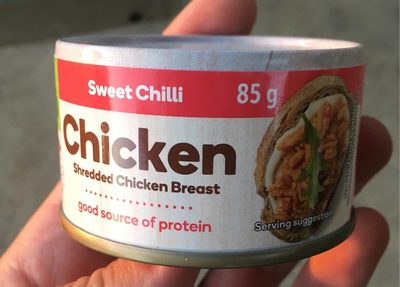 Sweet Chilli
85 g
Chicken
Shredded Chicken Breast
good source of protein
Serving suggestion